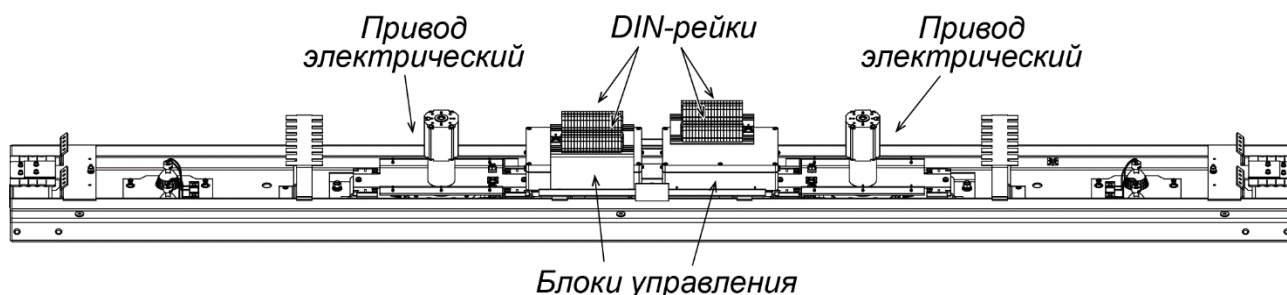 Привод
электрический
DIN-рейки
Привод
электрический
Блоки управления